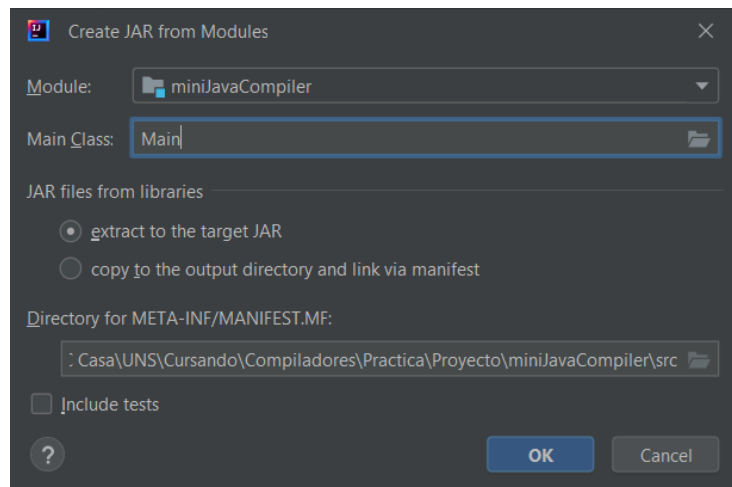 Create JAR from Modules
Module: miniJavaCompiler
Main Class: Main
JAR files from libraries
extract to the target JAR
copy to the output directory and link via manifest
Directory for META-INF/MANIFEST.MF:
Casa\UNS\Cursando\Compiladores\Practica\Proyecto\miniJavaCompiler\src
Include tests
? OK Cancel